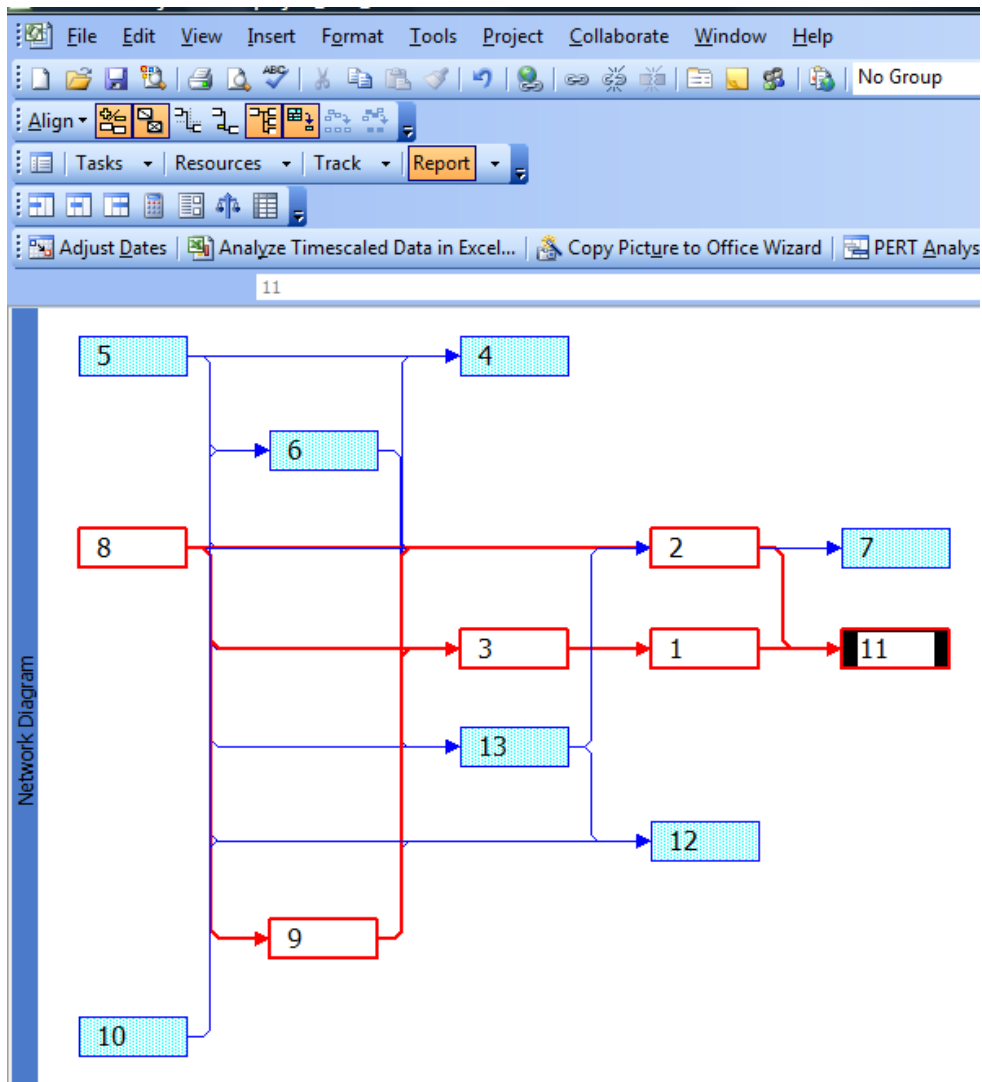 File Edit View Insert Format Tools Project Collaborate Window Help
ABC No Group
Align
Tasks Resources Track Report
Adjust Dates Analyze Timescaled Data in Excel... Copy Picture to Office Wizard PERT Analys
11
5 4
6
8 2 7
3 1 11
13
12
9
10
Network Diagram